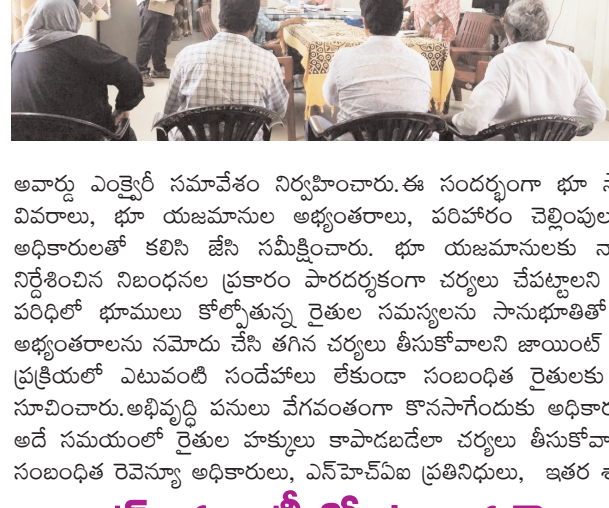 అవార్డు ఎంక్వైరీ సమావేశం నిర్వహించారు.ఈ సందర్భంగా భూ
వివరాలు, భూ యజమానుల అభ్యంతరాలు, పరిహారం చెల్లింపుల
అధికారులతో కలిసి జేసి సమీక్షించారు. భూ యజమానులకు
నిర్దేశించిన నిబంధనల ప్రకారం పారదర్శకంగా చర్యలు చేపట్టాలని
పరిధిలో భూములు కోల్పోతున్న రైతుల సమస్యలను సానుభూతితో
అభ్యంతరాలను నమోదు చేసి తగిన చర్యలు తీసుకోవాలని జాయింట్
ప్రక్రియలో ఎటువంటి సందేహాలు లేకుండా సంబంధిత రైతులకు
సూచించారు.అభివృద్ధి పనులు వేగవంతంగా కొనసాగేందుకు అధికార
అదే సమయంలో రైతుల హక్కులు కాపాడబడేలా చర్యలు తీసుకోవా
సంబంధిత రెవెన్యూ అధికారులు, ఎన్‌హెచ్‌ఏఐ ప్రతినిధులు, ఇతర